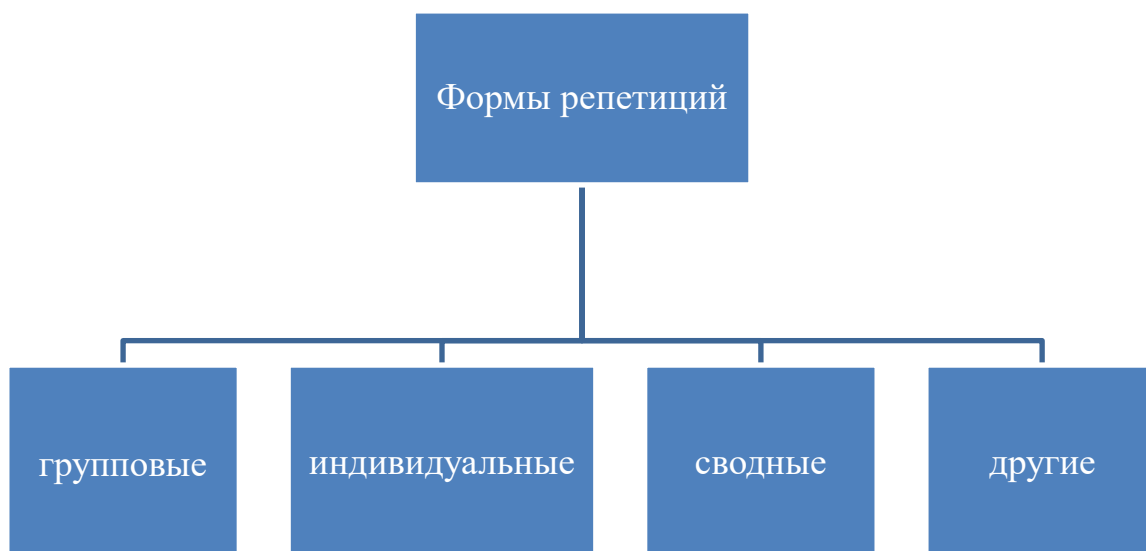 Формы репетиций
групповые
индивидуальные
сводные
другие